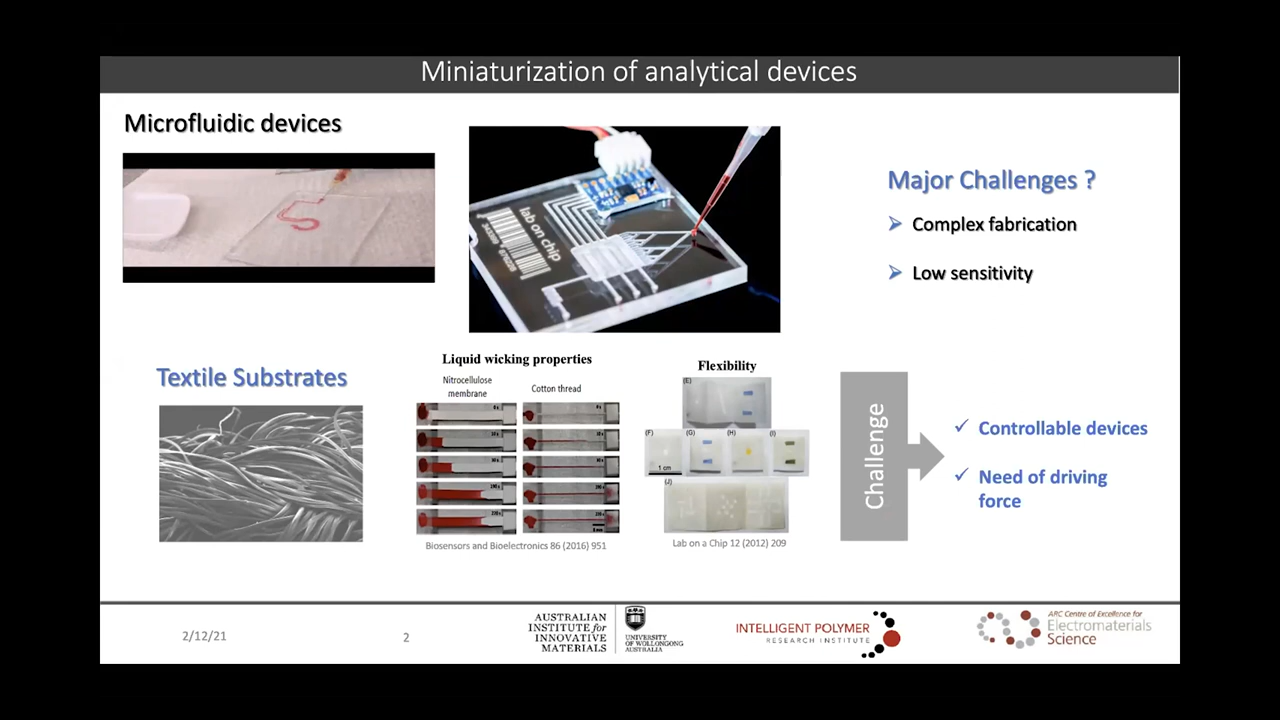 Miniaturization of analytical devices
Microfluidic devices
lab on chip
Major Challenges ?
Complex fabrication
Low sensitivity
Textile Substrates
Liquid wicking properties
Nitrocellulose
membrane
Cotton thread
Biosensors and Bioelectronics 86 (2016) 951
Flexibility
(E)
(F)
(G)
(H)
(I)
1 cm
(J)
Lab on a Chip 12 (2012) 209
Challenge
Controllable devices
Need of driving
force
2/12/21
2
AUSTRALIAN
INSTITUTE for
INNOVATIVE
MATERIALS
UNIVERSITY
OF WOLLONGONG
AUSTRALIA
INTELLIGENT POLYMER
RESEARCH INSTITUTE
ARC Centre of Excellence for
Electromaterials
Science